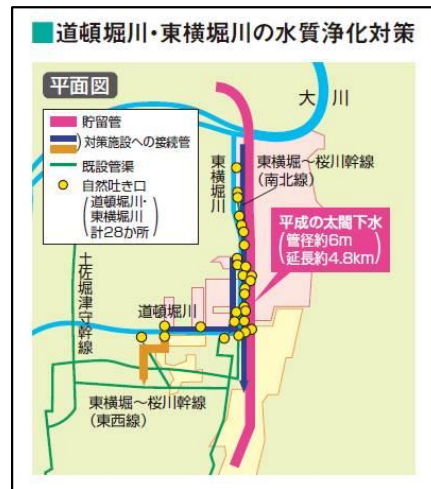 ■道頓堀川・東横堀川の水質浄化対策
平面図
貯留管
対策施設への接続管
既設管渠
自然吐き口
(道頓堀川・
東横堀川
計28か所)
大川
東横堀川
東横堀〜桜川幹線
(南北線)
平成の太閤下水
(管径約6m
延長約4.8km)
土佐堀津守幹線
道頓堀川
東横堀〜桜川幹線
(東西線)